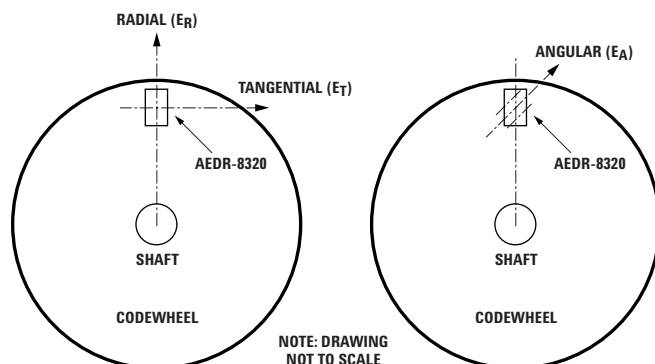 RADIAL (ER)
TANGENTIAL (ET)
AEDR-8320
SHAFT
CODEWHEEL
ANGULAR (EA)
AEDR-8320
SHAFT
CODEWHEEL
NOTE: DRAWING
NOT TO SCALE